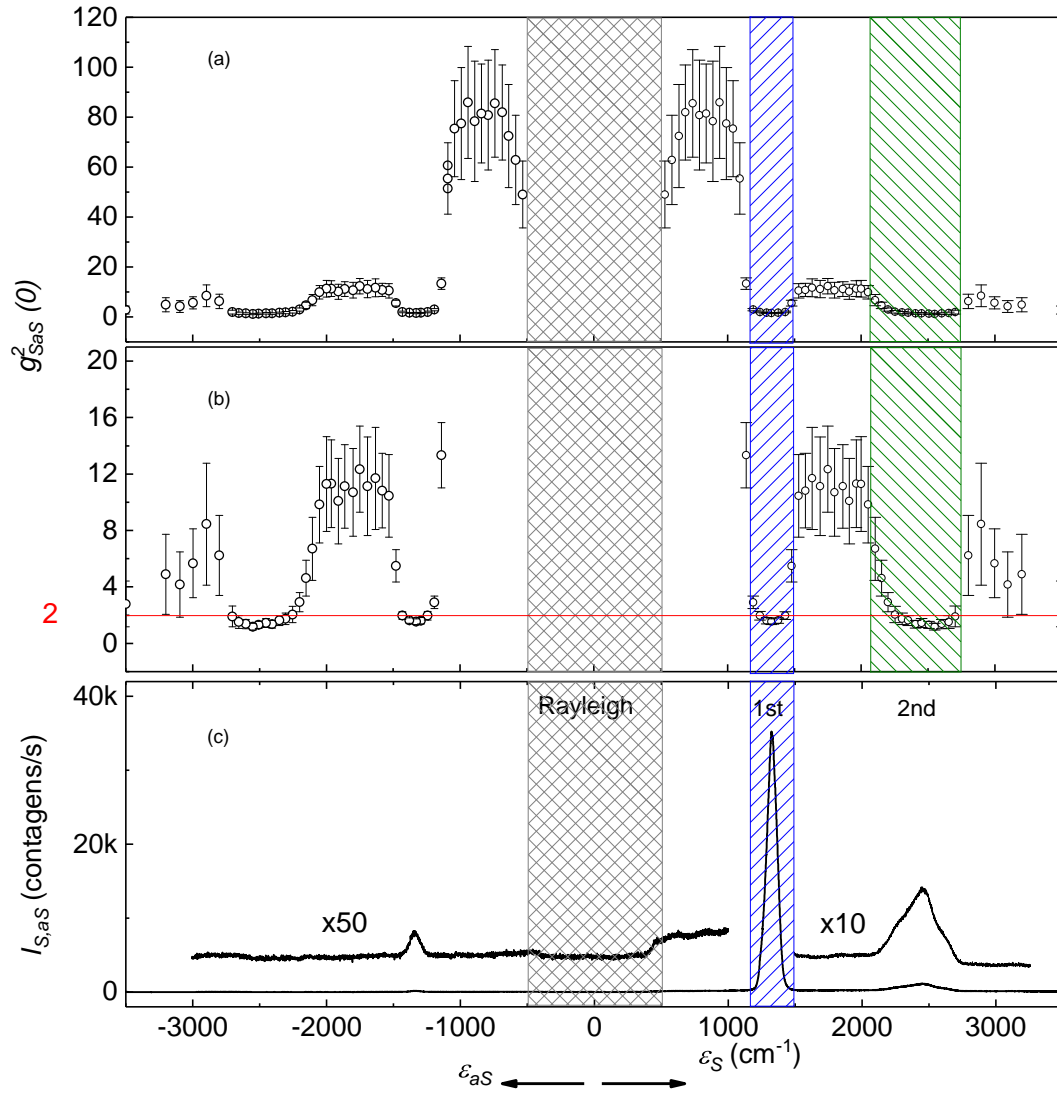 120
(a)
100
80
60
40
20
0
g²SaS (0)
20
(b)
16
12
8
4
2
0
40k
Rayleigh
1st
2nd
(c)
20k
x50
x10
0
IS,aS (contagens/s)
-3000
-2000
-1000
0
1000
2000
3000
εaS
εS (cm-1)